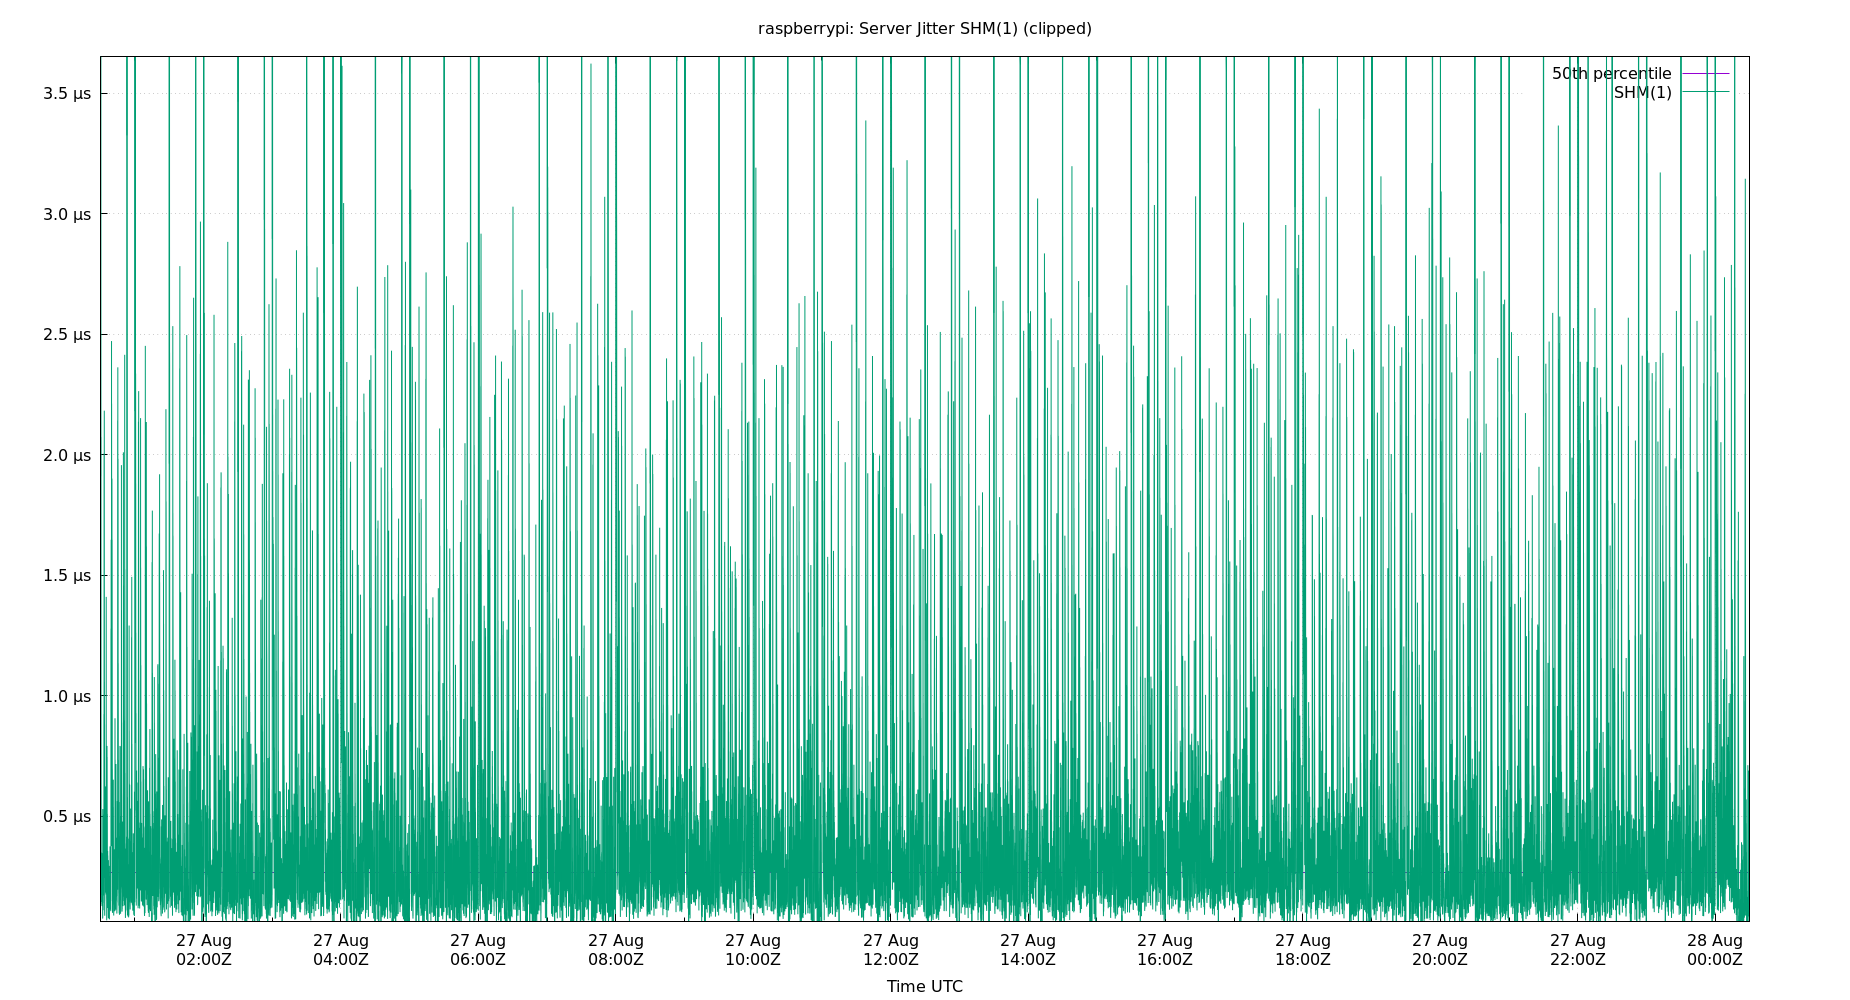 raspberrypi: Server Jitter SHM(1) (clipped)
50th percentile
SHM(1)
3.5 µs
3.0 µs
2.5 µs
2.0 µs
1.5 µs
1.0 µs
0.5 µs
27 Aug 27 Aug 27 Aug 27 Aug 27 Aug 27 Aug 27 Aug 27 Aug 27 Aug 27 Aug 27 Aug 28 Aug
02:00Z 04:00Z 06:00Z 08:00Z 10:00Z 12:00Z 14:00Z 16:00Z 18:00Z 20:00Z 22:00Z 00:00Z
Time UTC